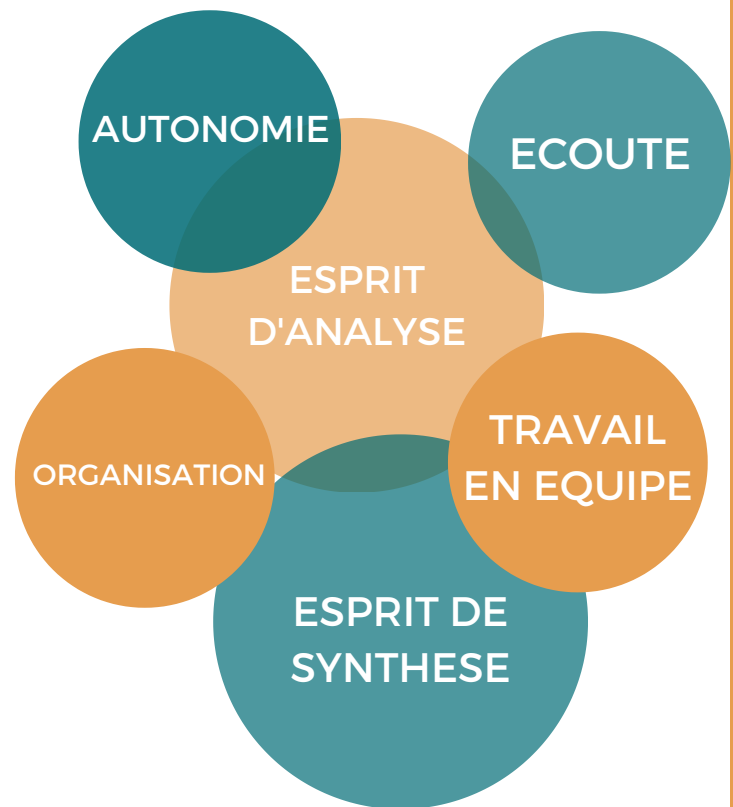 AUTONOMIE
ECOUTE
ESPRIT
D'ANALYSE
TRAVAIL
EN EQUIPE
ORGANISATION
ESPRIT DE
SYNTHESE